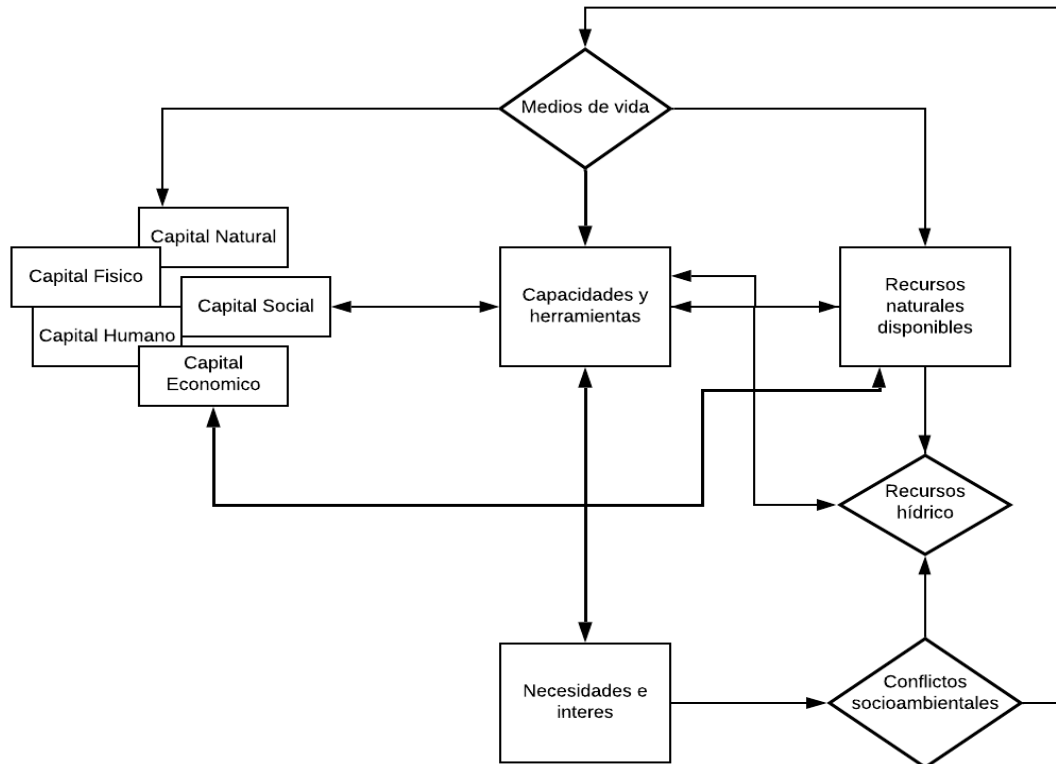 Medios de vida
Capital Natural
Capital Fisico
Capital Social
Capital Humano
Capital
Economico
Capacidades y
herramientas
Recursos
naturales
disponibles
Recursos
hídrico
Necesidades e
interes
Conflictos
socioambientales